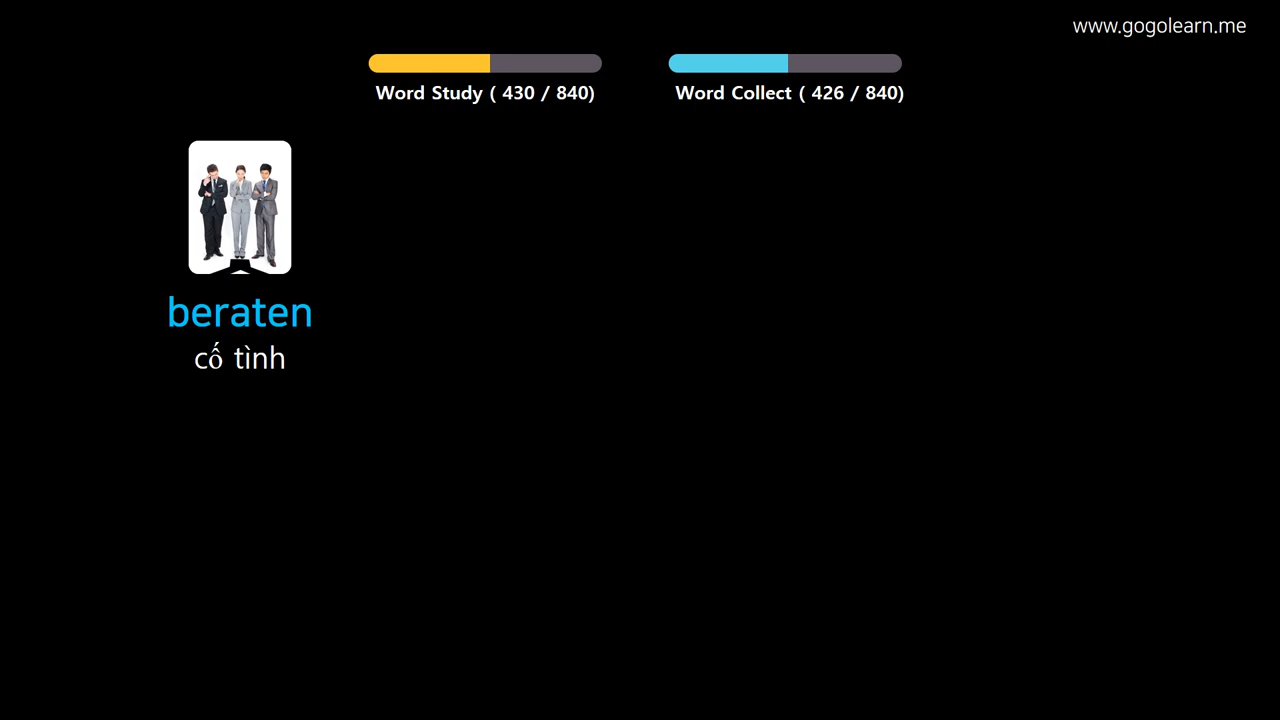 www.gogolearn.me
Word Study ( 430 / 840)
Word Collect ( 426 / 840)
beraten
cố tình